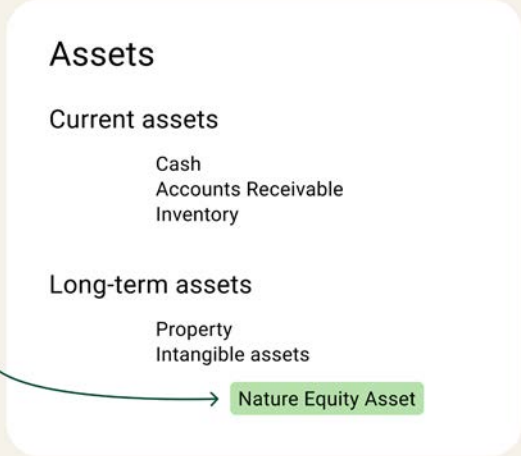 Assets
Current assets
Cash
Accounts Receivable
Inventory
Long-term assets
Property
Intangible assets
Nature Equity Asset